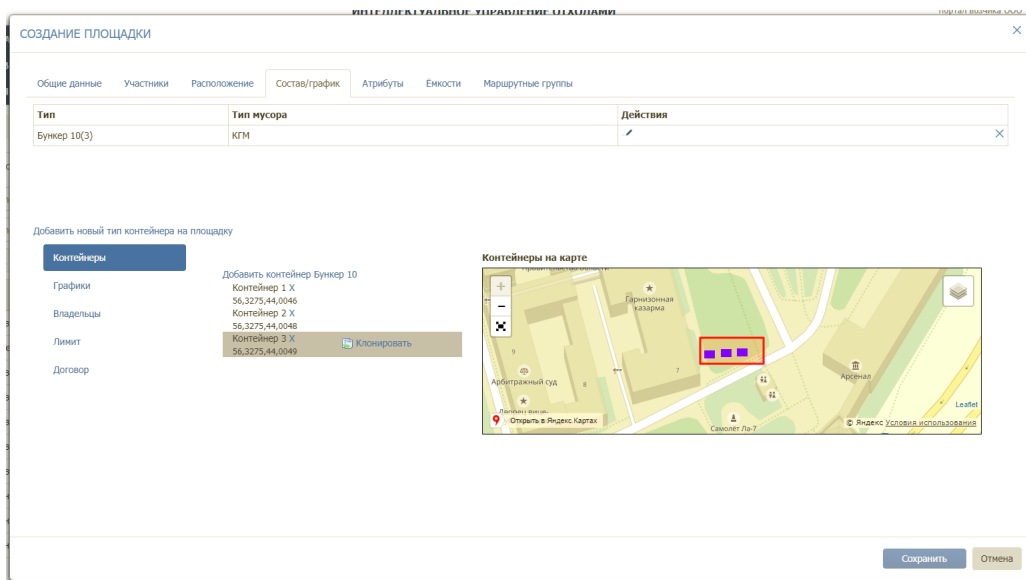 ИНТЕЛЛЕКТУАЛЬНОЕ УПРАВЛЕНИЕ ОТХОДАМИ
СОЗДАНИЕ ПЛОЩАДКИ
Общие данные Участники Расположение Состав/график Атрибуты Ёмкости Маршрутные группы
Тип Тип мусора Действия
Бункер 10(3) КГМ
Добавить новый тип контейнера на площадку
Контейнеры
Графики
Владельцы
Лимит
Договор
Добавить контейнер Бункер 10
Контейнер 1 X
56,3275,44,0046
Контейнер 2 X
56,3275,44,0048
Контейнер 3 X
56,3275,44,0049
Клонировать
Контейнеры на карте
Гарнизонная
казарма
9
Арбитражный суд
8
7
Арсенал
Самолёт Ла-7
Leaflet
Открыть в Яндекс.Картах
© Яндекс Условия использования
Сохранить Отмена